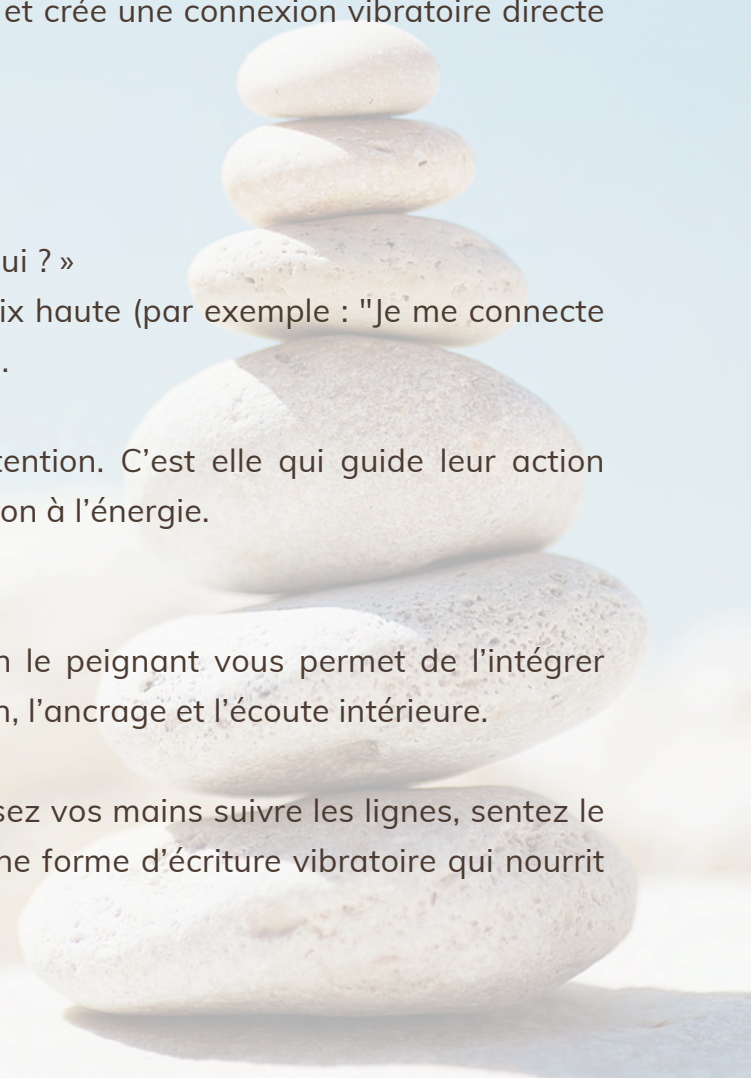 et crée une connexion vibratoire directe
ui ? »
ix haute (par exemple : "Je me connecte
.
tention. C’est elle qui guide leur action
on à l’énergie.
n le peignant vous permet de l’intégrer
n, l’ancrage et l’écoute intérieure.
sez vos mains suivre les lignes, sentez le
ne forme d’écriture vibratoire qui nourrit